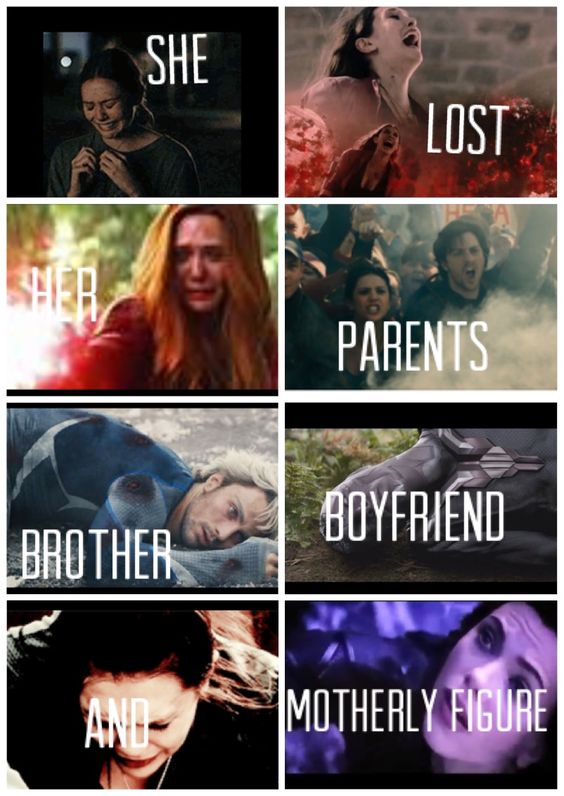 SHE
LOST
HER
PARENTS
BROTHER
BOYFRIEND
AND
MOTHERLY FIGURE